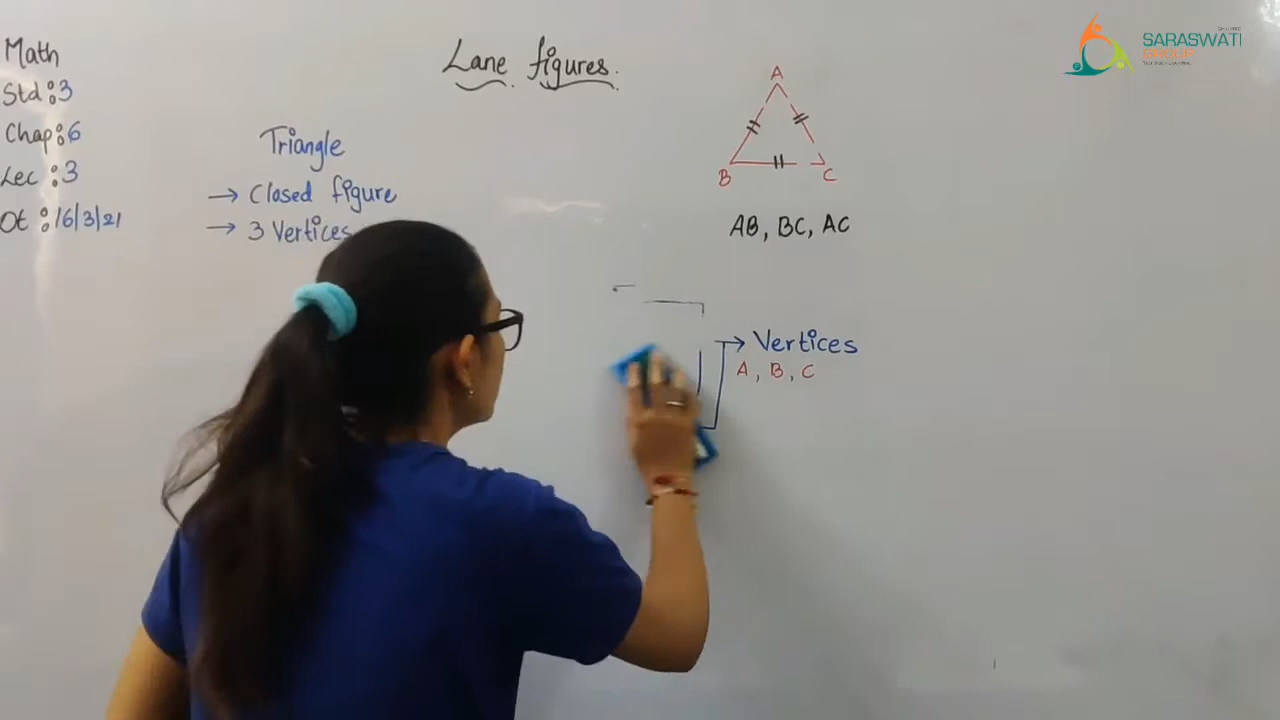 Math
Std : 3
Chap : 6
Lec : 3
Dt : 16/3/21
Lane figures.
Triangle
→ Closed figure
→ 3 Vertices
A
B
C
AB, BC, AC
→ Vertices
A, B, C
SARASWATI